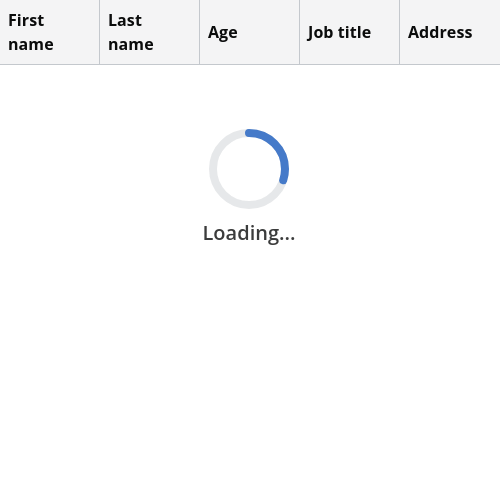 First name
Last name
Age
Job title
Address
Loading...